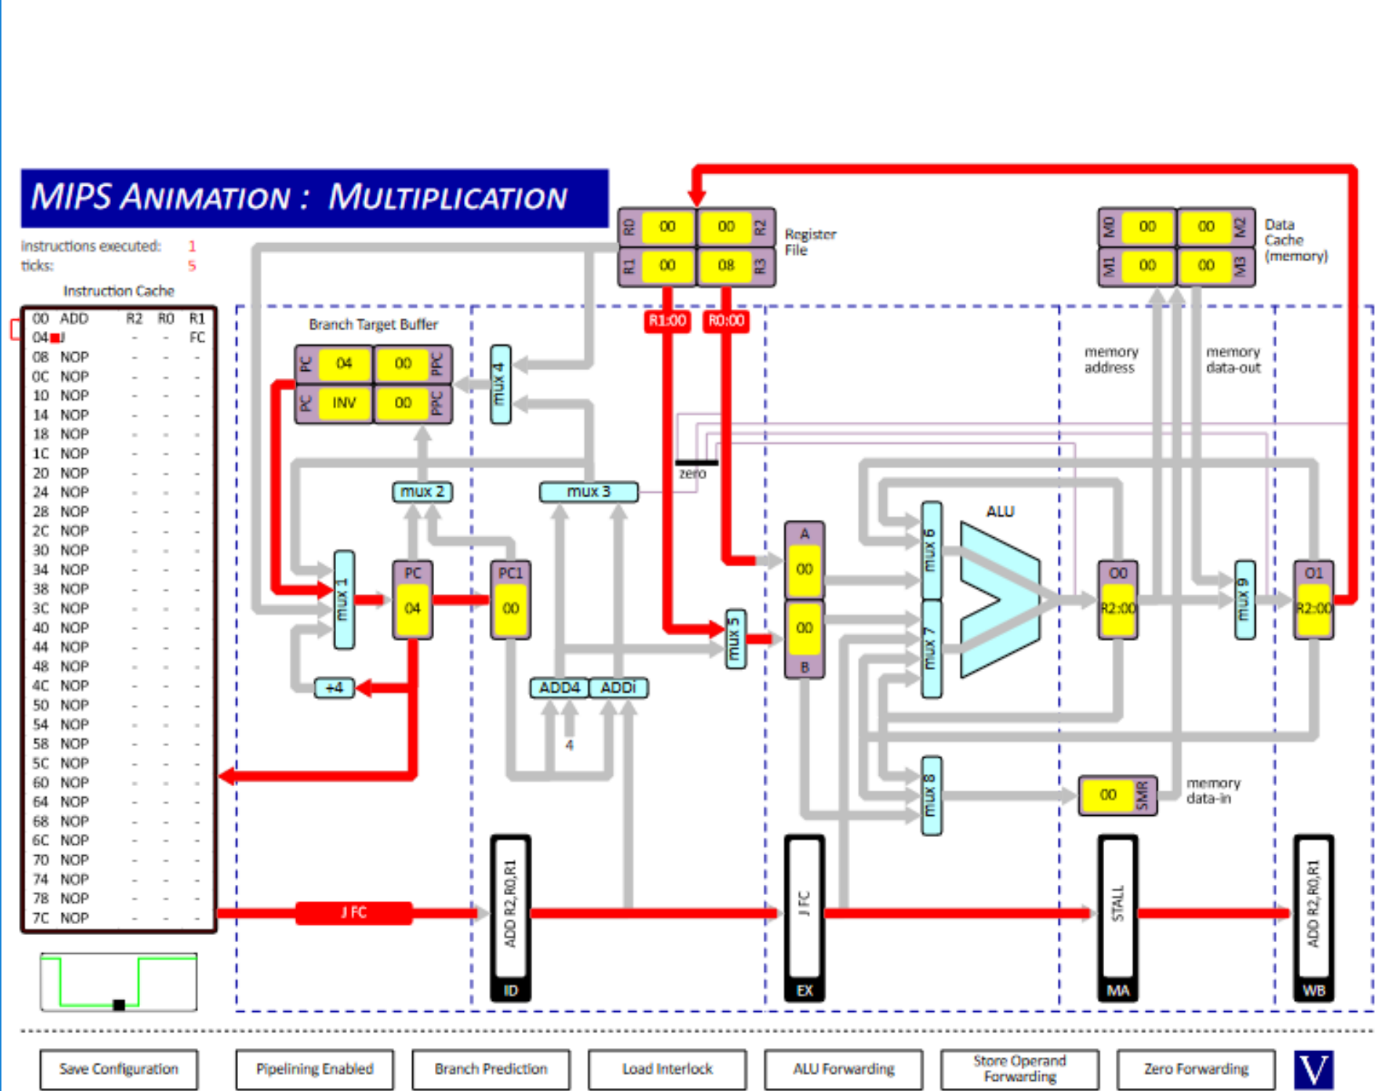 MIPS ANIMATION : MULTIPLICATION
instructions executed: 1
ticks: 5
Instruction Cache
00 ADD R2 R0 R1
04 J - - FC
08 NOP - - -
0C NOP - - -
10 NOP - - -
14 NOP - - -
18 NOP - - -
1C NOP - - -
20 NOP - - -
24 NOP - - -
28 NOP - - -
2C NOP - - -
30 NOP - - -
34 NOP - - -
38 NOP - - -
3C NOP - - -
40 NOP - - -
44 NOP - - -
48 NOP - - -
4C NOP - - -
50 NOP - - -
54 NOP - - -
58 NOP - - -
5C NOP - - -
60 NOP - - -
64 NOP - - -
68 NOP - - -
6C NOP - - -
70 NOP - - -
74 NOP - - -
78 NOP - - -
7C NOP - - -
R0 00 00 R2
R1 00 08 R3
Register
File
M0 00 00 M2
M1 00 00 M3
Data
Cache
(memory)
R1:00 R0:00
Branch Target Buffer
PC 04 00 PPC
PC INV 00 PPC
mux 4
memory
address
memory
data-out
zero
mux 2
mux 3
mux 1
PC
04
PC1
00
+4
ADD4
ADDi
4
mux 5
A
00
00
B
mux 6
mux 7
ALU
O0
R2:00
mux 9
O1
R2:00
mux 8
00 SMR
memory
data-in
J FC
ADD R2,R0,R1
ID
J FC
EX
STALL
MA
ADD R2,R0,R1
WB
Save Configuration
Pipelining Enabled
Branch Prediction
Load Interlock
ALU Forwarding
Store Operand
Forwarding
Zero Forwarding
V